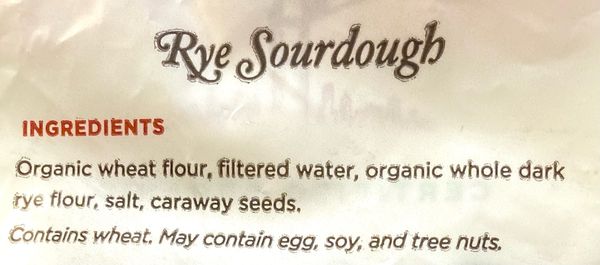 Rye Sourdough
INGREDIENTS
Organic wheat flour, filtered water, organic whole dark
rye flour, salt, caraway seeds.
Contains wheat. May contain egg, soy, and tree nuts.